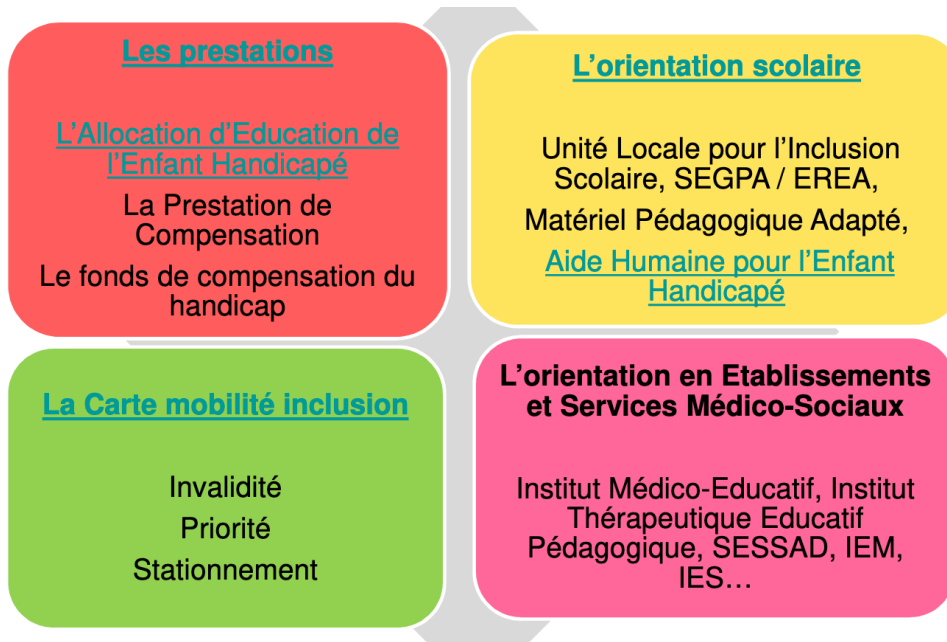 Les prestations
L'Allocation d'Education de
l'Enfant Handicapé
La Prestation de
Compensation
Le fonds de compensation du
handicap
L'orientation scolaire
Unité Locale pour l'Inclusion
Scolaire, SEGPA / EREA,
Matériel Pédagogique Adapté,
Aide Humaine pour l'Enfant
Handicapé
La Carte mobilité inclusion
Invalidité
Priorité
Stationnement
L'orientation en Etablissements
et Services Médico-Sociaux
Institut Médico-Educatif, Institut
Thérapeutique Educatif
Pédagogique, SESSAD, IEM,
IES…